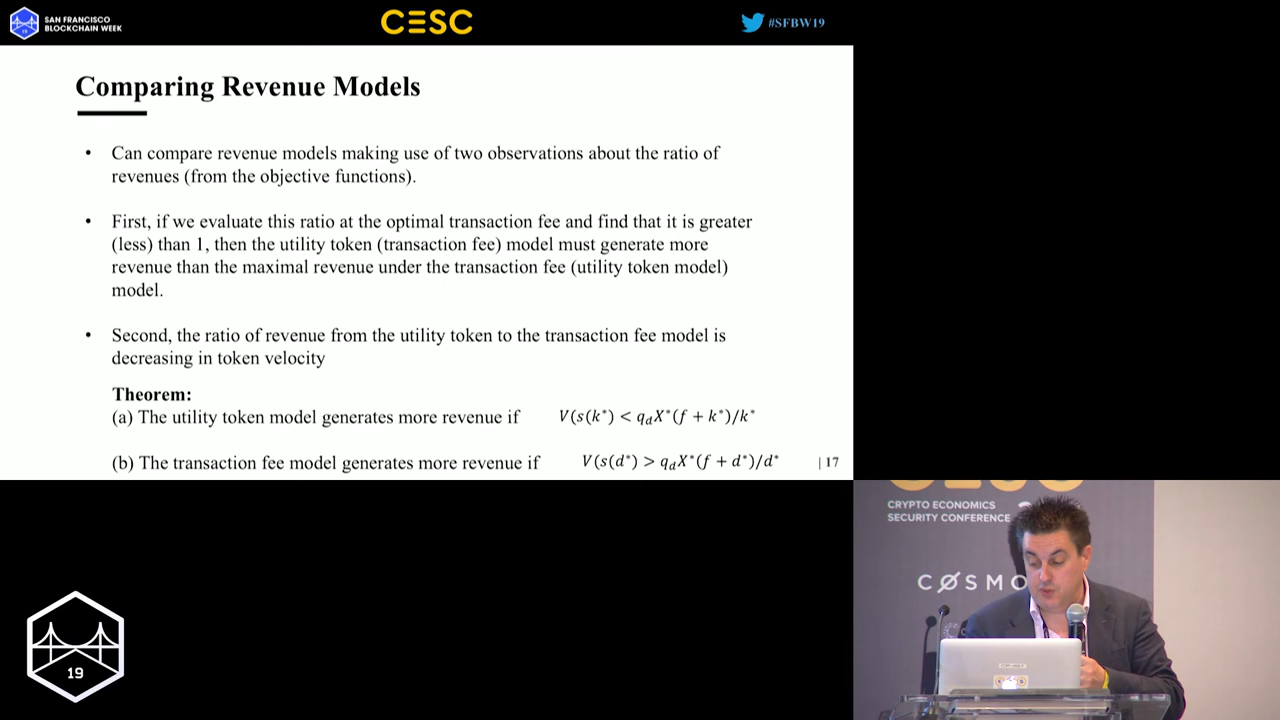 SAN FRANCISCO
BLOCKCHAIN WEEK
19
CESC
#SFBW19
Comparing Revenue Models
• Can compare revenue models making use of two observations about the ratio of
revenues (from the objective functions).
• First, if we evaluate this ratio at the optimal transaction fee and find that it is greater
(less) than 1, then the utility token (transaction fee) model must generate more
revenue than the maximal revenue under the transaction fee (utility token model)
model.
• Second, the ratio of revenue from the utility token to the transaction fee model is
decreasing in token velocity
Theorem:
(a) The utility token model generates more revenue if V(s(k*) < q_dX*(f + k*)/k*
(b) The transaction fee model generates more revenue if V(s(d*) > q_dX*(f + d*)/d*
| 17
CRYPTO ECONOMICS
SECURITY CONFERENCE
COSMO
19